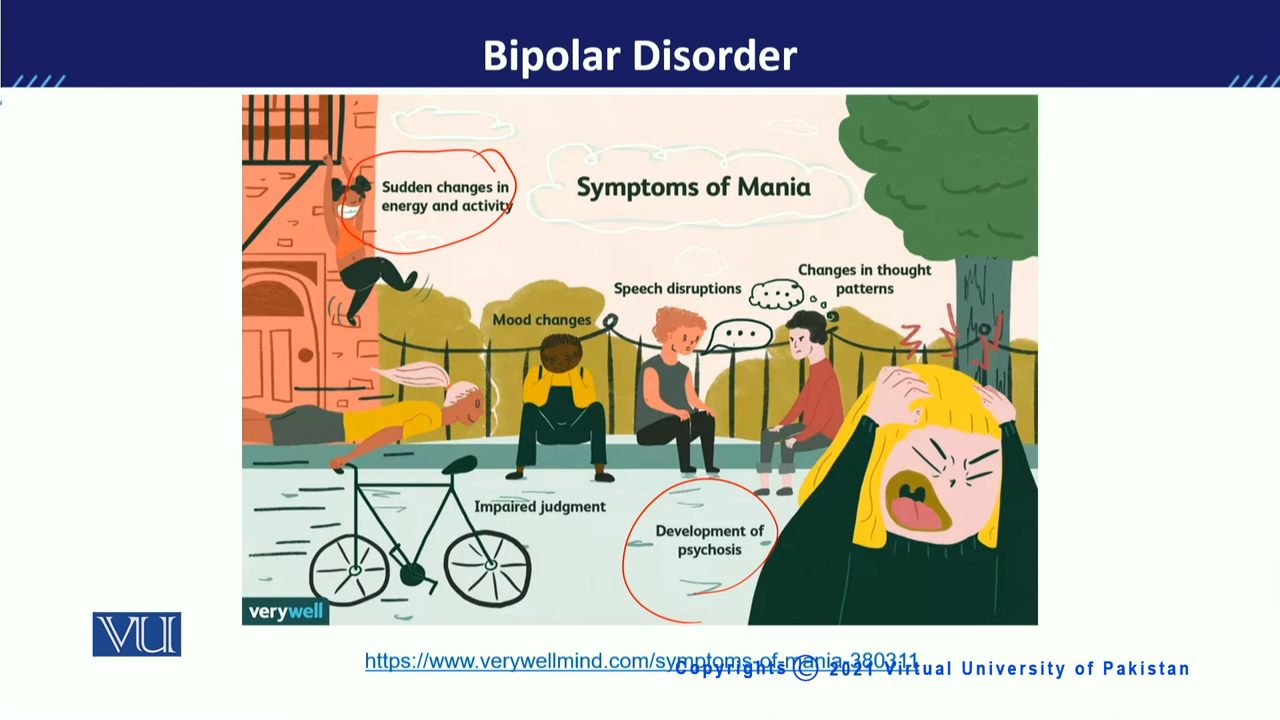 Bipolar Disorder
Symptoms of Mania
Sudden changes in
energy and activity
Changes in thought
patterns
Speech disruptions
Mood changes
Impaired judgment
Development of
psychosis
verywell
VU
https://www.verywellmind.com/symptoms-of-mania-380311
Copyrights © 2021 Virtual University of Pakistan